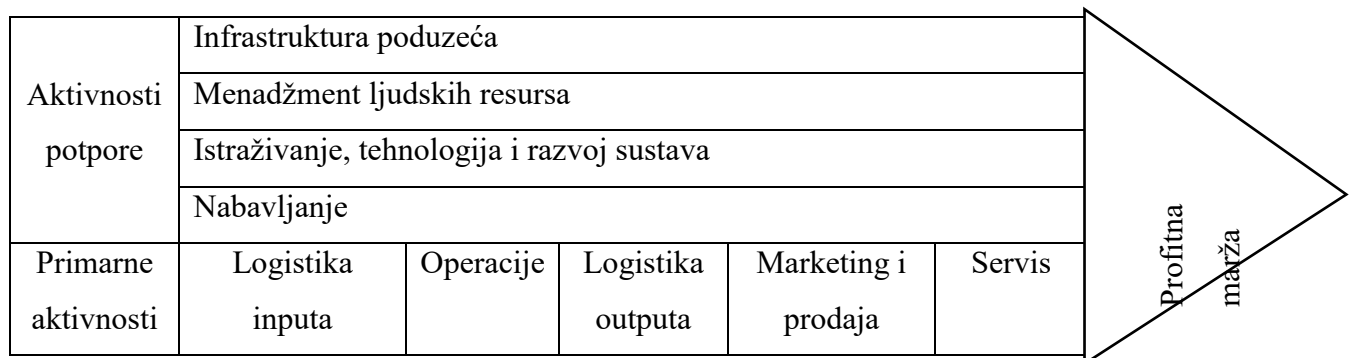 Aktivnosti
potpore
Infrastruktura poduzeća
Menadžment ljudskih resursa
Istraživanje, tehnologija i razvoj sustava
Nabavljanje
Primarne
aktivnosti
Logistika
inputa
Operacije
Logistika
outputa
Marketing i
prodaja
Servis
Profitna
marža